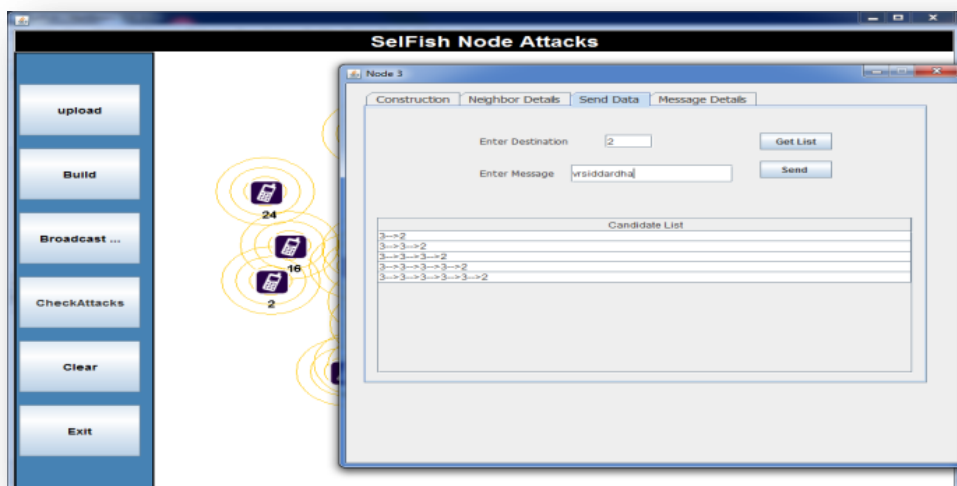 SelFish Node Attacks
upload
Build
Broadcast ...
CheckAttacks
Clear
Exit
24
16
2
Node 3
Construction
Neighbor Details
Send Data
Message Details
Enter Destination
2
Get List
Enter Message
vrsiddardha
Send
Candidate List
3-->2
3-->3-->2
3-->3-->3-->2
3-->3-->3-->3-->2
3-->3-->3-->3-->3-->2